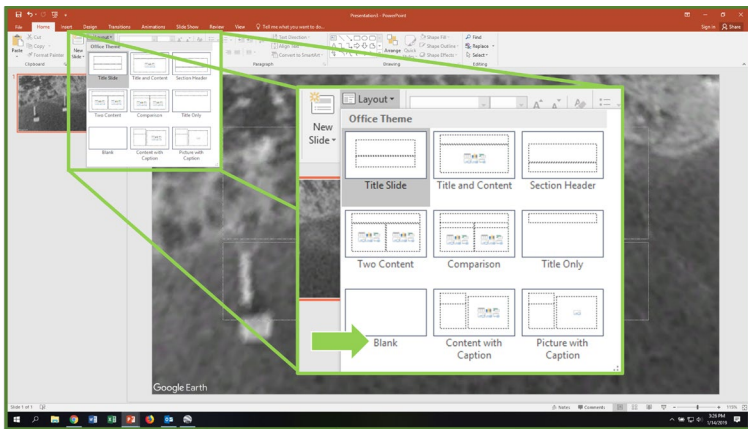 Presentation1 - PowerPoint
Sign in Share
File Home Insert Design Transitions Animations Slide Show Review View Tell me what you want to do...
Paste
Cut
Copy
Format Painter
Clipboard
New
Slide
Layout
Office Theme
Title Slide Title and Content Section Header
Two Content Comparison Title Only
Blank Content with
Caption Picture with
Caption
Text Direction
Align Text
Convert to SmartArt
Paragraph
Arrange Quick
Shape Fill
Shape Outline
Shape Effects
Drawing
Find
Replace
Select
Editing
New
Slide
Layout
Office Theme
Title Slide Title and Content Section Header
Two Content Comparison Title Only
Blank Content with
Caption Picture with
Caption
Google Earth
Slide 1 of 1
Notes Comments 115%
3:26 PM
1/14/2019